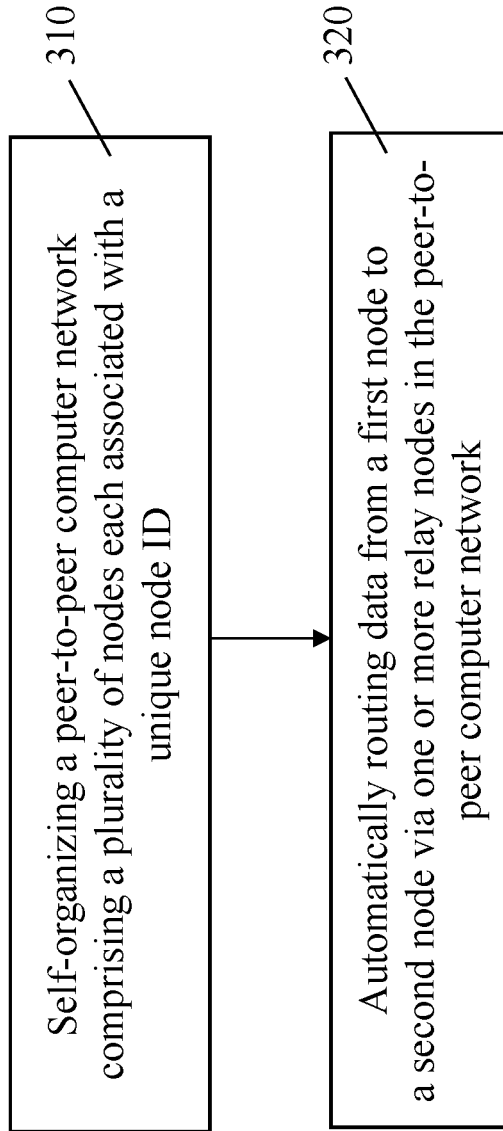 Self-organizing a peer-to-peer computer network
comprising a plurality of nodes each associated with a
unique node ID
310
Automatically routing data from a first node to
a second node via one or more relay nodes in the peer-to-
peer computer network
320